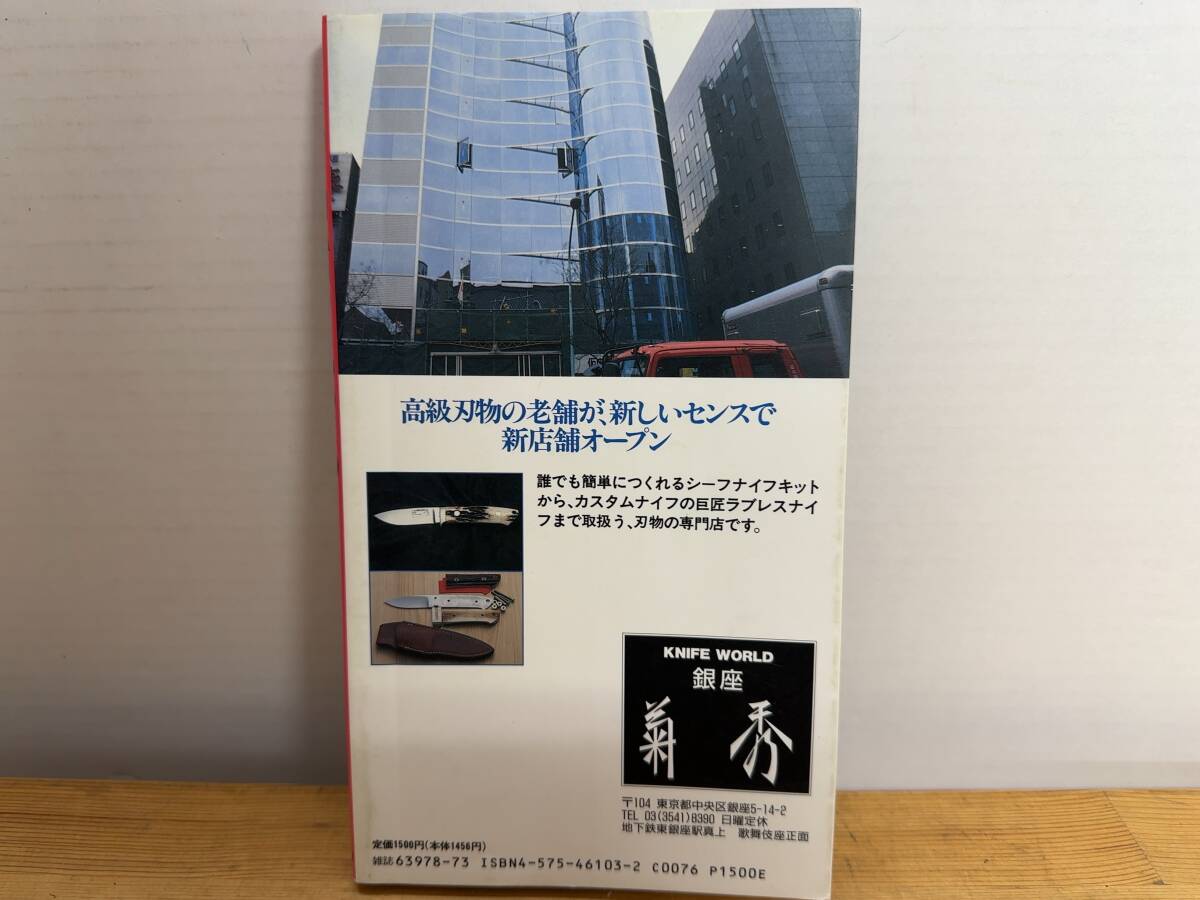 高級刃物の老舗が、新しいセンスで
新店舗オープン
誰でも簡単につくれるシーフナイフキット
から、カスタムナイフの巨匠ラブレスナイ
フまで取扱う、刃物の専門店です。
KNIFE WORLD
銀座
菊秀
〒104 東京都中央区銀座5-14-2
TEL 03(3541)8390 日曜定休
地下鉄東銀座駅真上 歌舞伎座正面
定価1500円(本体1456円)
雑誌63978-73 ISBN4-575-46103-2 C0076 P1500E